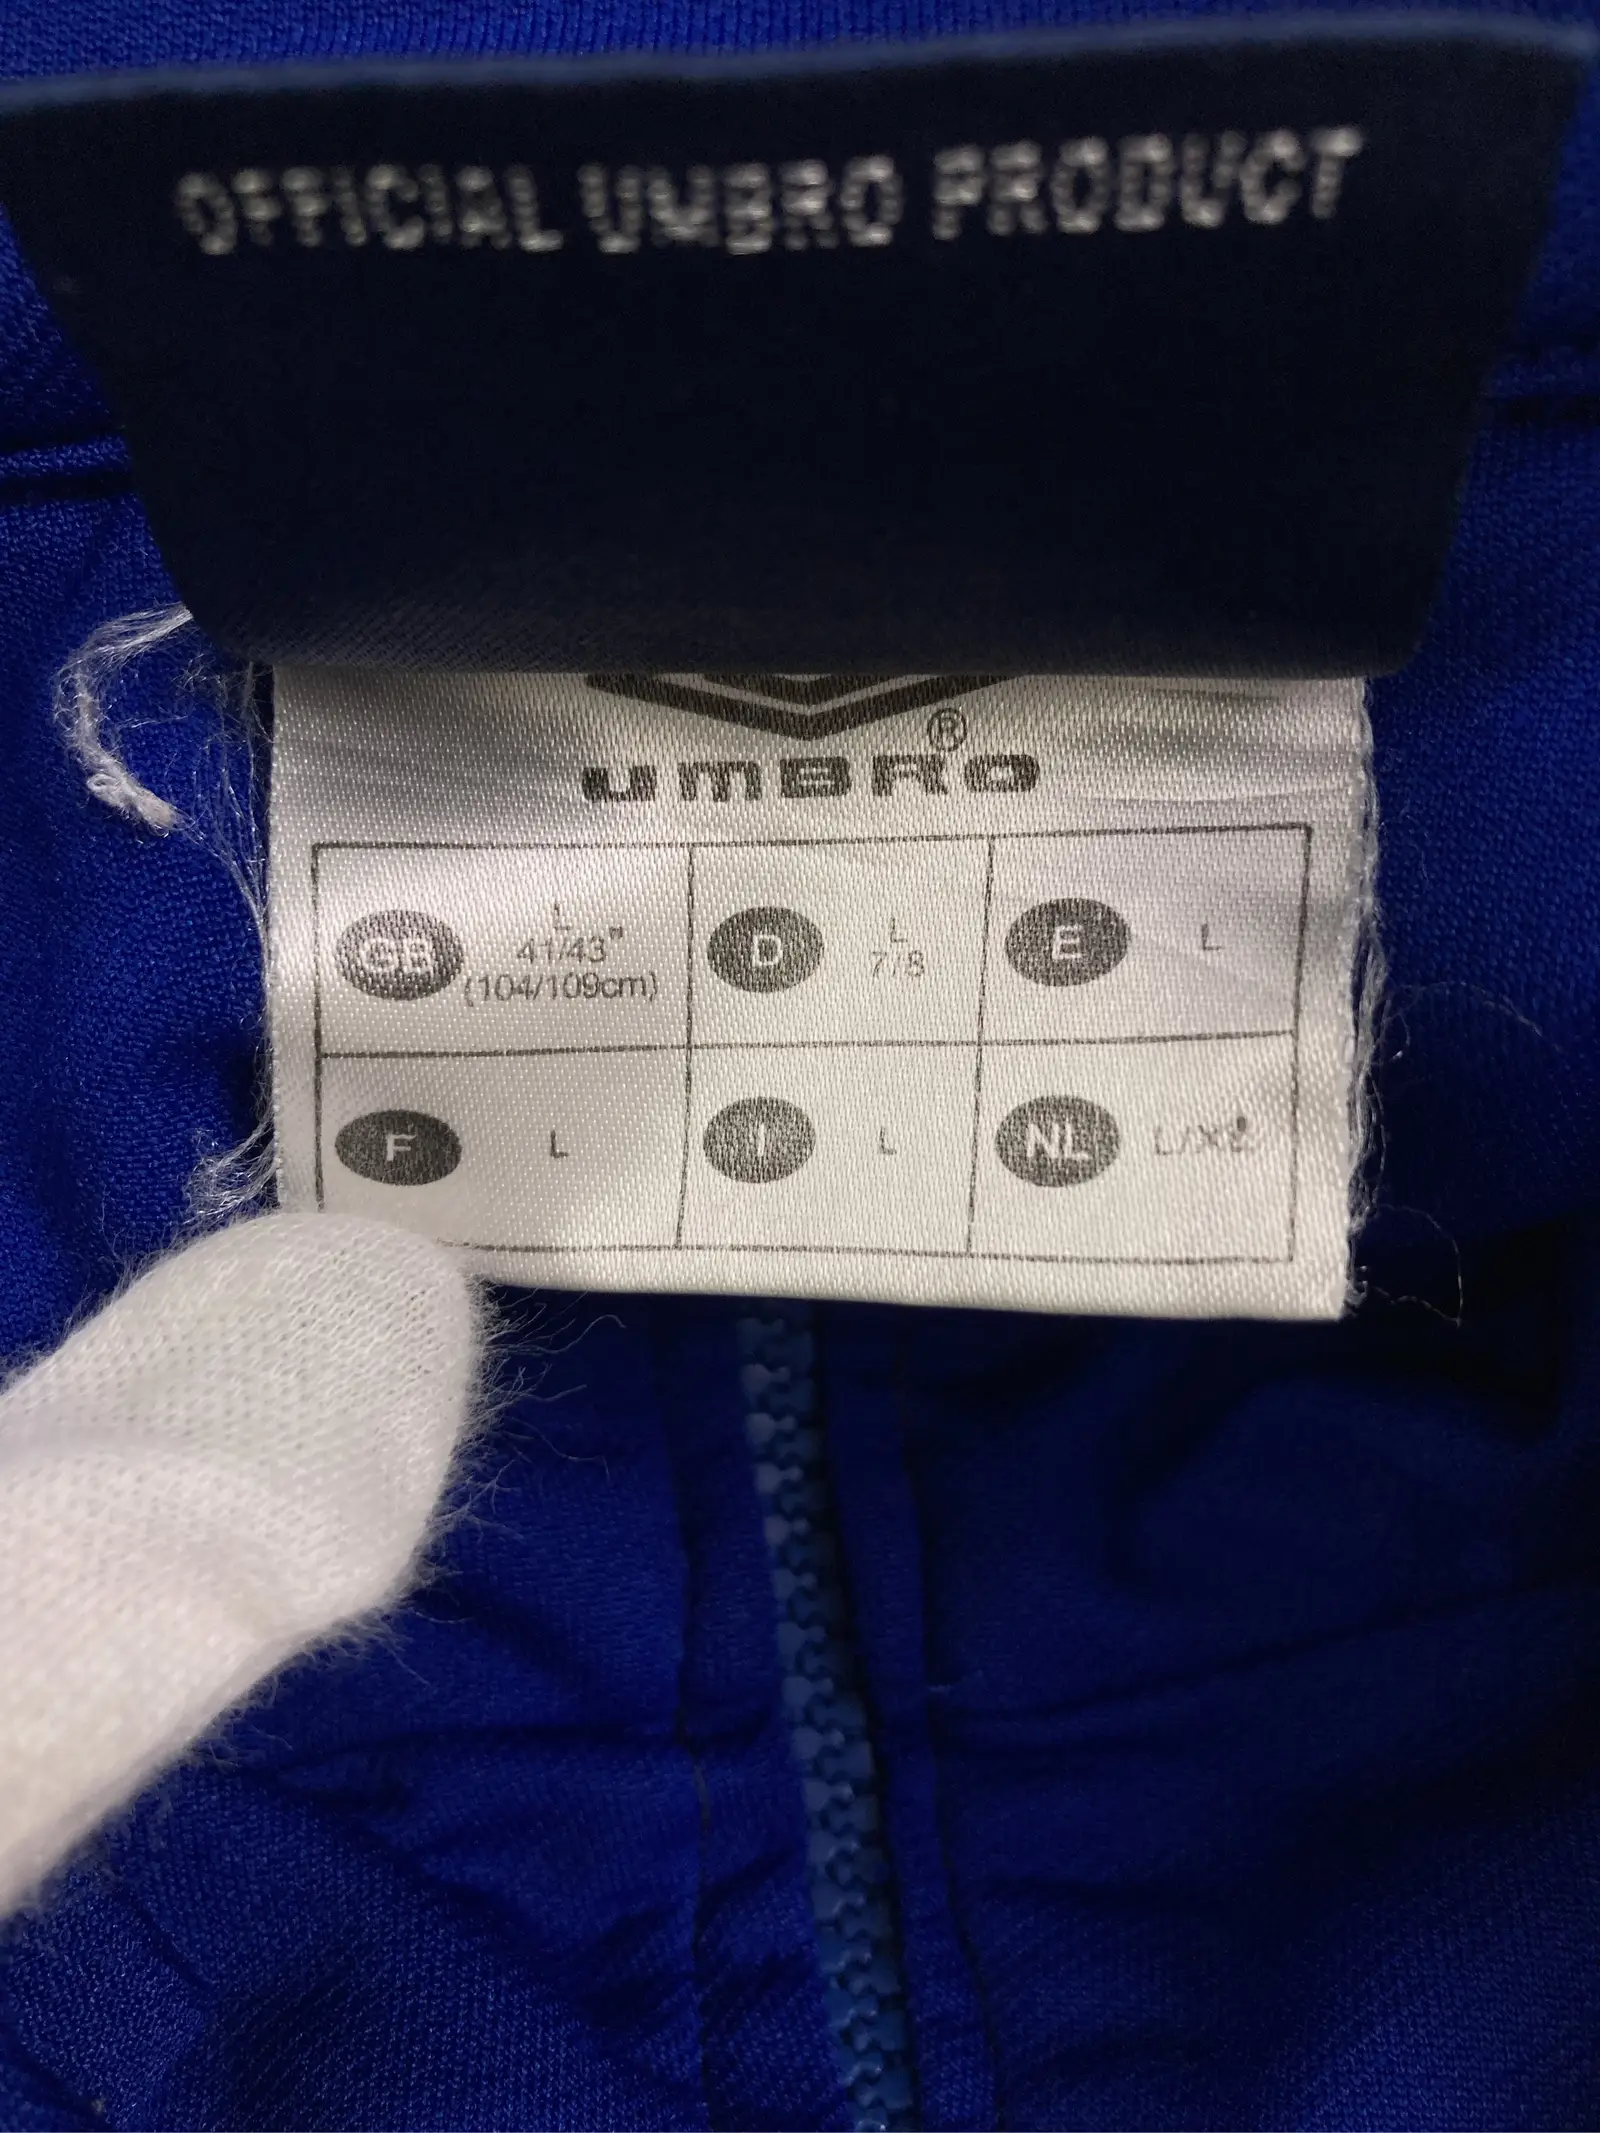 OFFICIAL UMBRO PRODUCT
®
UMBRO
GB L
41/43"
(104/109cm)
D L
7/8
E L
F L
I L
NL L/XL